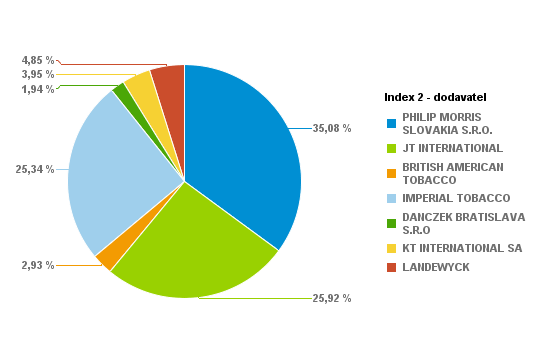 4,85 %
3,95 %
1,94 %
25,34 %
2,93 %
35,08 %
25,92 %
Index 2 - dodavatel
PHILIP MORRIS
SLOVAKIA S.R.O.
JT INTERNATIONAL
BRITISH AMERICAN
TOBACCO
IMPERIAL TOBACCO
DANCZEK BRATISLAVA
S.R.O
KT INTERNATIONAL SA
LANDEWYCK